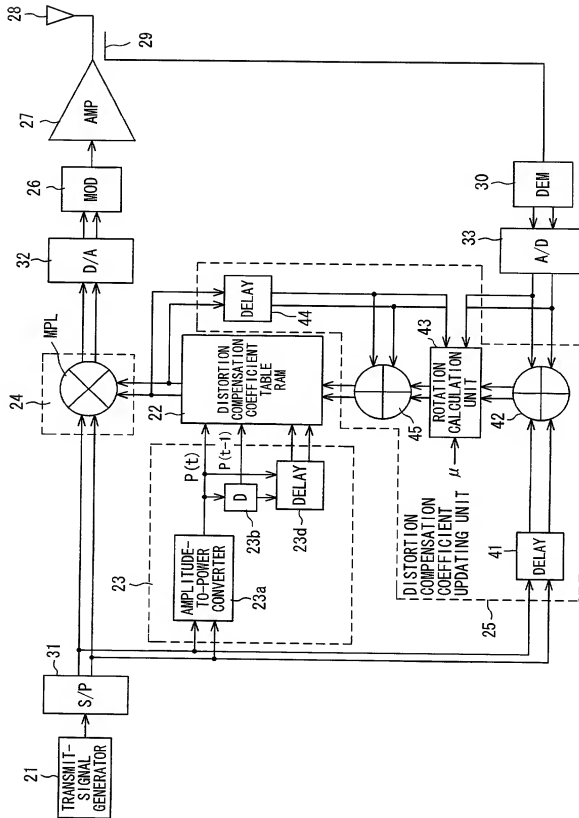 21
TRANSMIT-
SIGNAL
GENERATOR
31
S/P
24
MPL
32
D/A
26
MOD
27
AMP
28
29
23
AMPLITUDE-
TO-POWER
CONVERTER
23a
P(t)
P(t-1)
D
23b
DELAY
23d
22
DISTORTION
COMPENSATION
COEFFICIENT
TABLE
RAM
DELAY
44
45
43
ROTATION
CALCULATION
UNIT
μ
42
30
DEM
33
A/D
DISTORTION
COMPENSATION
COEFFICIENT
UPDATING UNIT
25
41
DELAY